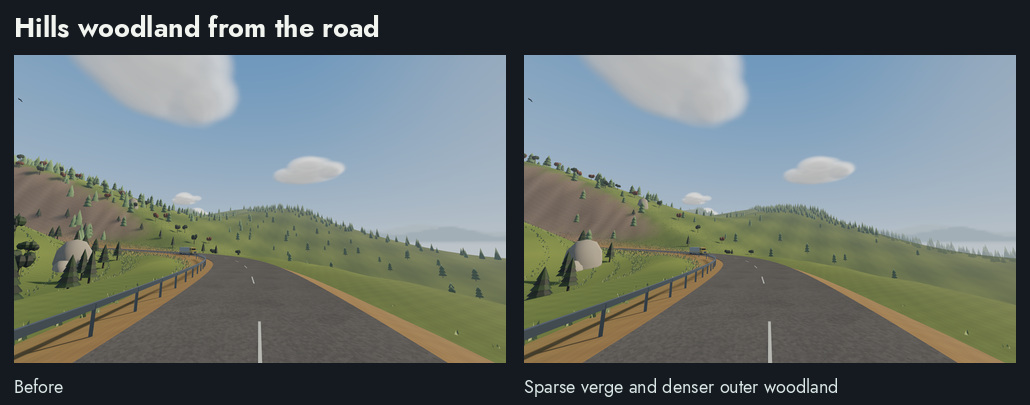 Hills woodland from the road
Before
Sparse verge and denser outer woodland